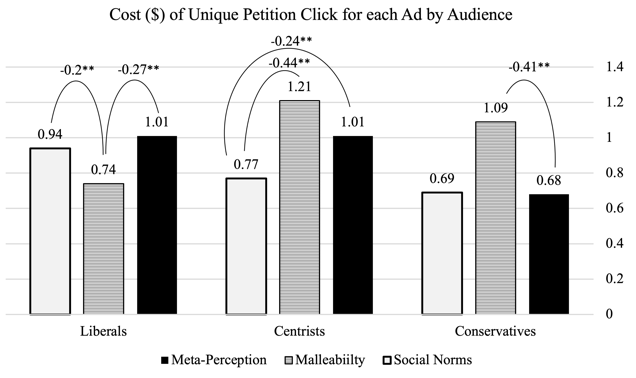 Cost ($) of Unique Petition Click for each Ad by Audience
-0.24**
-0.2** -0.27** -0.44** -0.41**
1.4
1.2
1
0.8
0.6
0.4
0.2
0
0.94 0.74 1.01 0.77 1.21 1.01 0.69 1.09 0.68
Liberals Centrists Conservatives
Meta-Perception Malleabiilty Social Norms